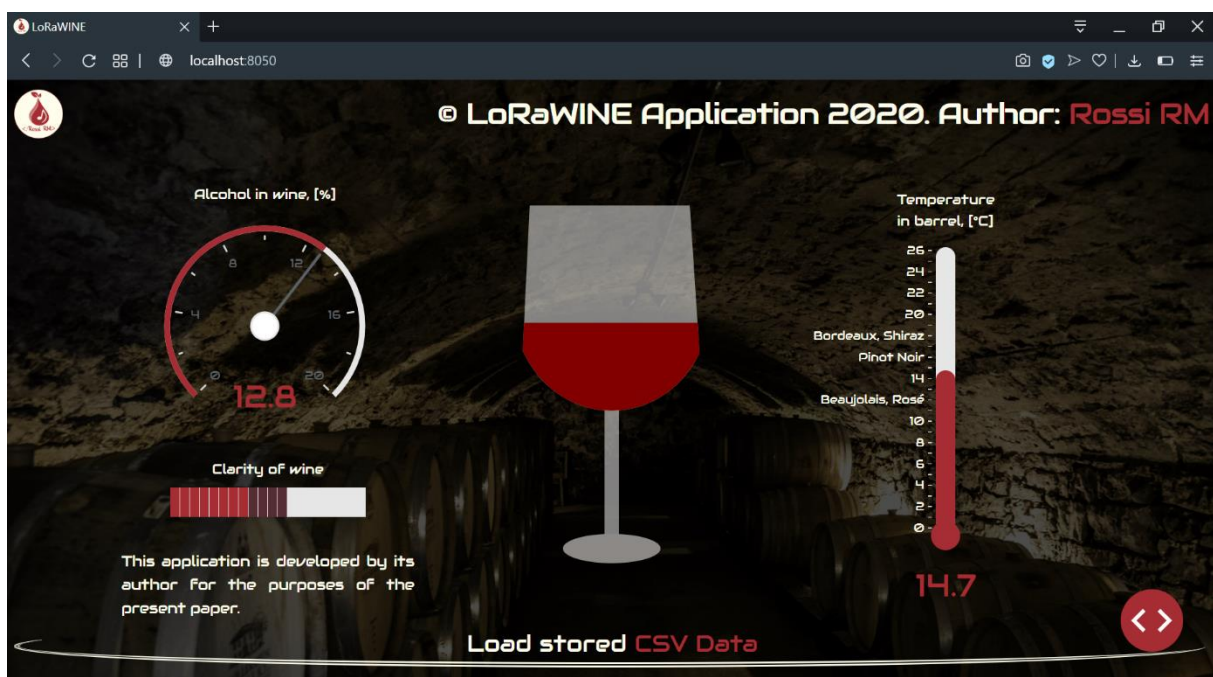 LoRaWINE
localhost:8050
Rossi RM
© LoRaWINE Application 2020. Author: Rossi RM
Alcohol in wine, [%]
0
4
8
12
16
20
12.8
Clarity of wine
This application is developed by its
author for the purposes of the
present paper.
Temperature
in barrel, [°C]
26
24
22
20
Bordeaux, Shiraz
Pinot Noir
14
Beaujolais, Rosé
10
8
6
4
2
0
14.7
Load stored CSV Data